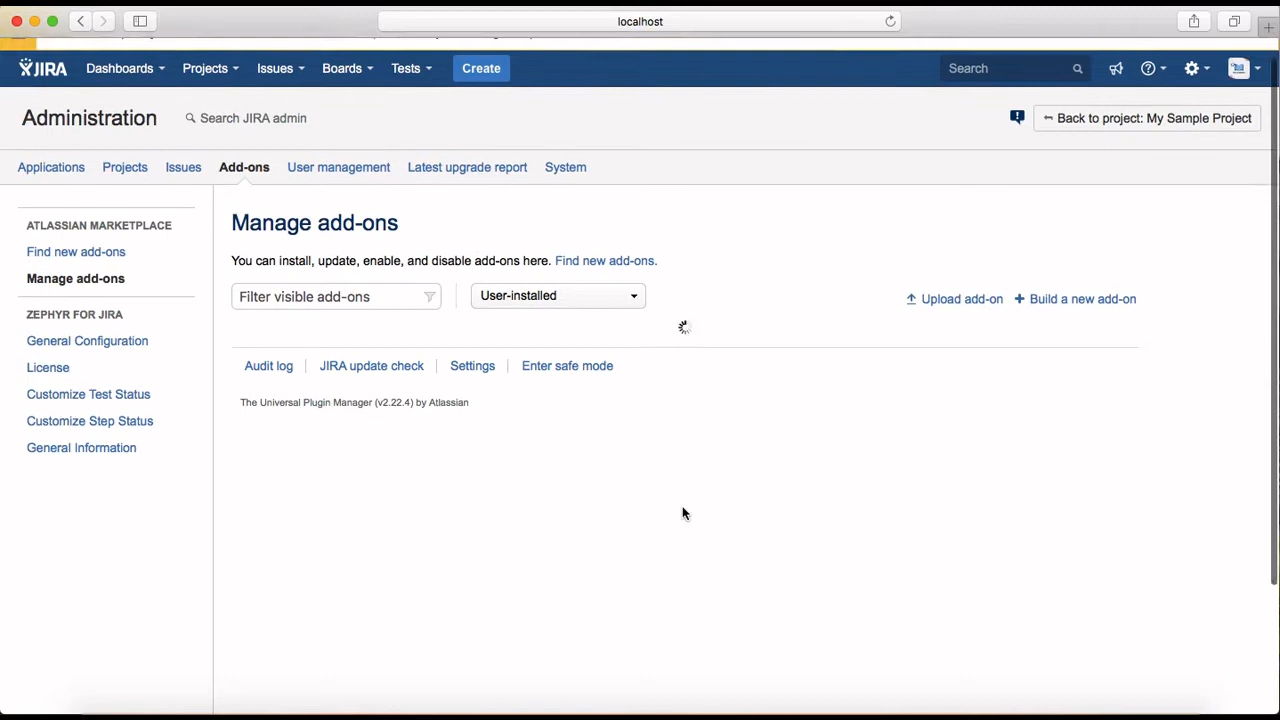 localhost
JIRA Dashboards Projects Issues Boards Tests Create Search
Administration Search JIRA admin Back to project: My Sample Project
Applications Projects Issues Add-ons User management Latest upgrade report System
ATLASSIAN MARKETPLACE
Find new add-ons
Manage add-ons
ZEPHYR FOR JIRA
General Configuration
License
Customize Test Status
Customize Step Status
General Information
Manage add-ons
You can install, update, enable, and disable add-ons here. Find new add-ons.
Filter visible add-ons User-installed Upload add-on Build a new add-on
Audit log JIRA update check Settings Enter safe mode
The Universal Plugin Manager (v2.22.4) by Atlassian